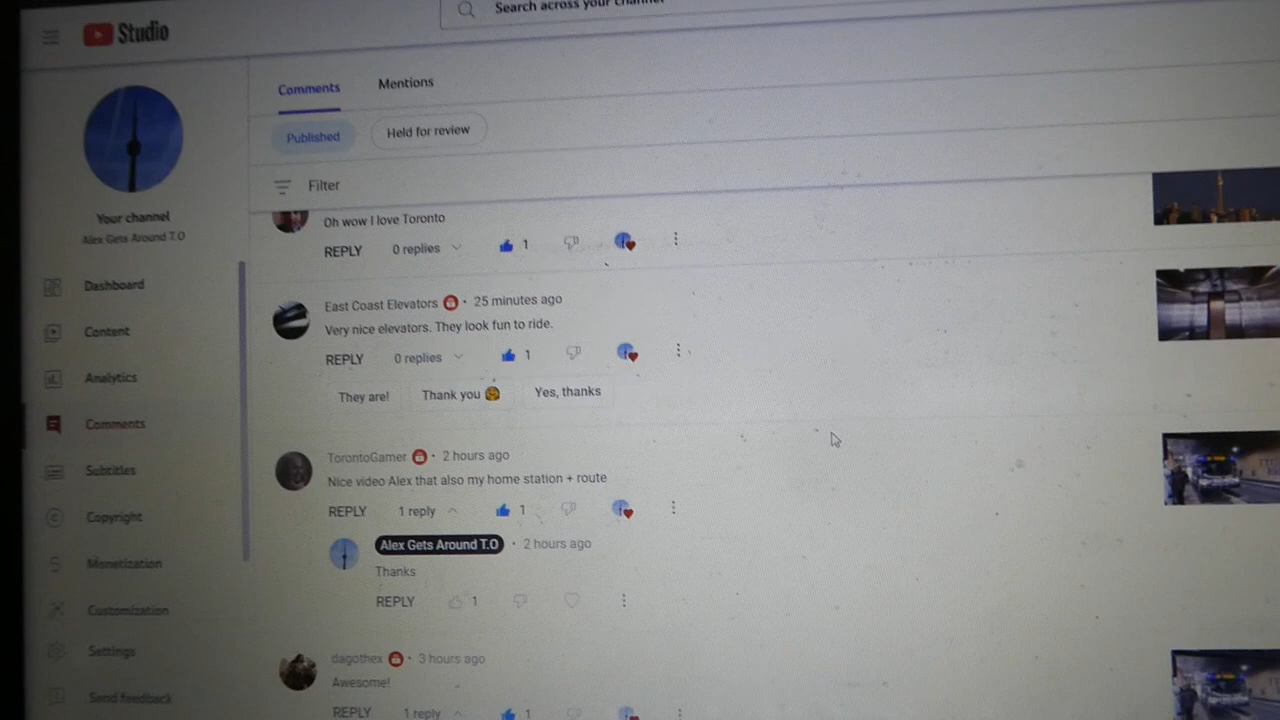 Studio
Search across your channel
Your channel
Alex Gets Around T.O
Dashboard
Content
Analytics
Comments
Subtitles
Copyright
Monetization
Customization
Settings
Send feedback
Comments Mentions
Published Held for review
Filter
Oh wow I love Toronto
REPLY 0 replies 1
East Coast Elevators • 25 minutes ago
Very nice elevators. They look fun to ride.
REPLY 0 replies 1
They are! Thank you 🤗 Yes, thanks
TorontoGamer • 2 hours ago
Nice video Alex that also my home station + route
REPLY 1 reply 1
Alex Gets Around T.O • 2 hours ago
Thanks
REPLY 1
dagothex • 3 hours ago
Awesome!
REPLY 1 reply 1